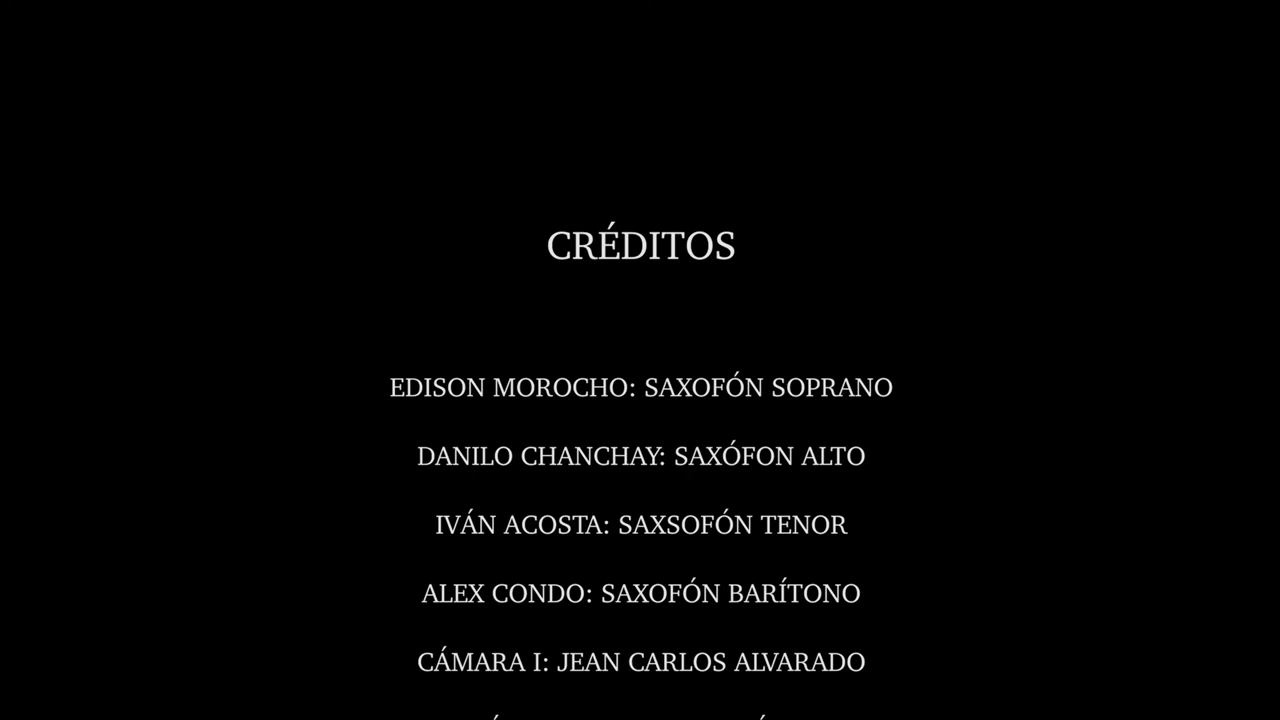 CRÉDITOS
EDISON MOROCHO: SAXOFÓN SOPRANO
DANILO CHANCHAY: SAXÓFON ALTO
IVÁN ACOSTA: SAXSOFÓN TENOR
ALEX CONDO: SAXOFÓN BARÍTONO
CÁMARA I: JEAN CARLOS ALVARADO